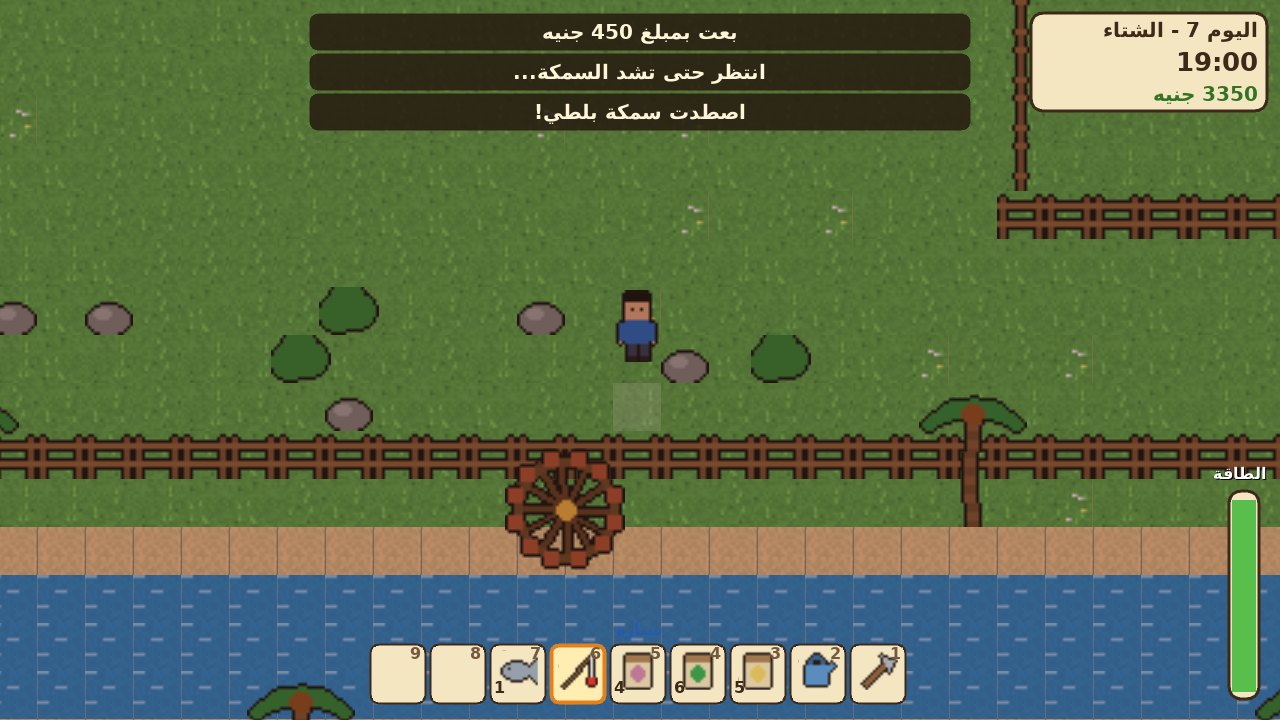 بعت بمبلغ 450 جنيه
انتظر حتى تشد السمكة...
اصطدت سمكة بلطي!
اليوم 7 - الشتاء
19:00
3350 جنيه
الطاقة
9 8 7 6 5 4 3 2 1
1 4 6 5